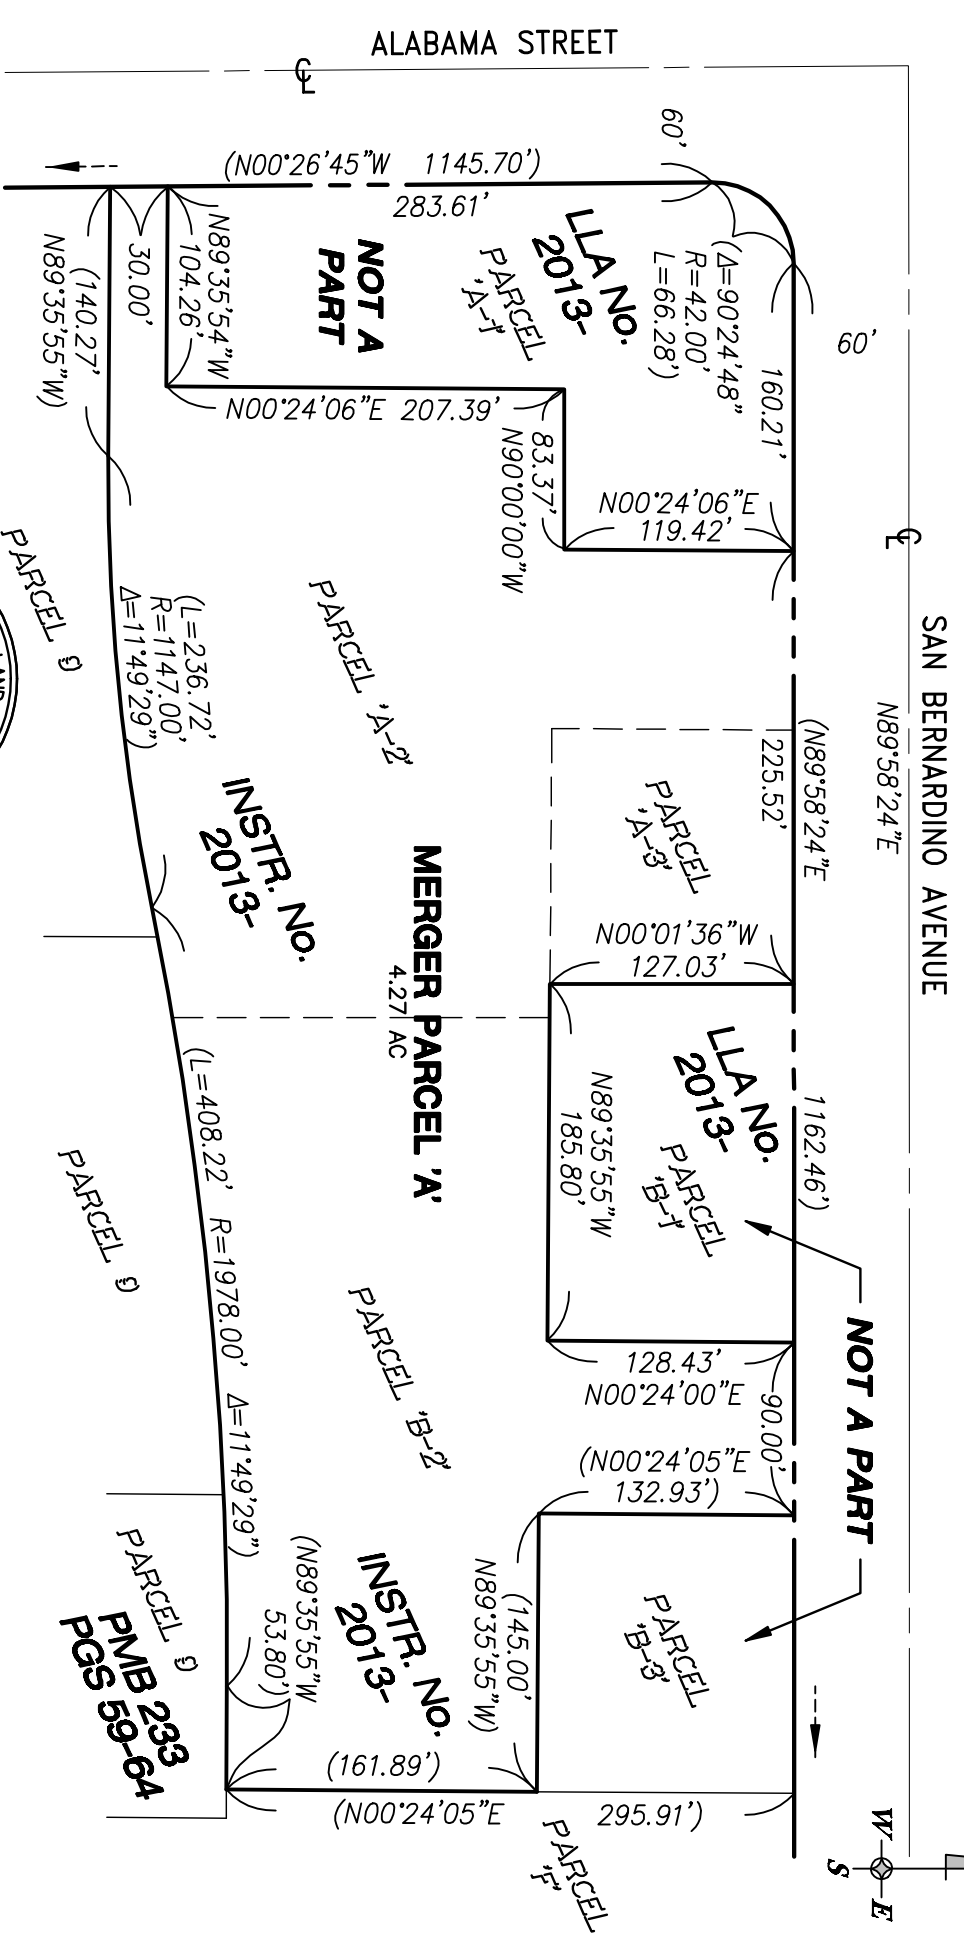 ALABAMA STREET
℄
(N00°26'45"W 1145.70')
283.61'
60'
60'
(Δ=90°24'48"
R=42.00'
L=66.28')
160.21'
LLA No.
2013-
PARCEL
'A-1'
NOT A
PART
N89°35'54"W
104.26'
30.00'
(140.27'
N89°35'55"W)
N00°24'06"E 207.39'
83.37'
N90°00'00"W
N00°24'06"E
119.42'
℄
SAN BERNARDINO AVENUE
N89°58'24"E
(N89°58'24"E
1162.46')
225.52'
PARCEL 9
(L=236.72'
R=1147.00'
Δ=11°49'29")
PARCEL 'A-2'
INSTR. No.
2013-
PARCEL
'A-3'
N00°01'36"W
127.03'
MERGER PARCEL 'A'
4.27 AC
LLA No.
2013-
PARCEL
'B-1'
N89°35'55"W
185.80'
NOT A PART
128.43'
N00°24'00"E
90.00'
(N00°24'05"E
132.93')
(L=408.22' R=1978.00' Δ=11°49'29")
PARCEL 9
PARCEL 'B-2'
INSTR. No.
2013-
(145.00'
N89°35'55"W)
PARCEL
'B-3'
(N89°35'55"W
53.80')
PARCEL 9
PMB 233
PGS 59-64
(161.89')
(N00°24'05"E 295.91')
PARCEL
'F'
W
S
E
LAND